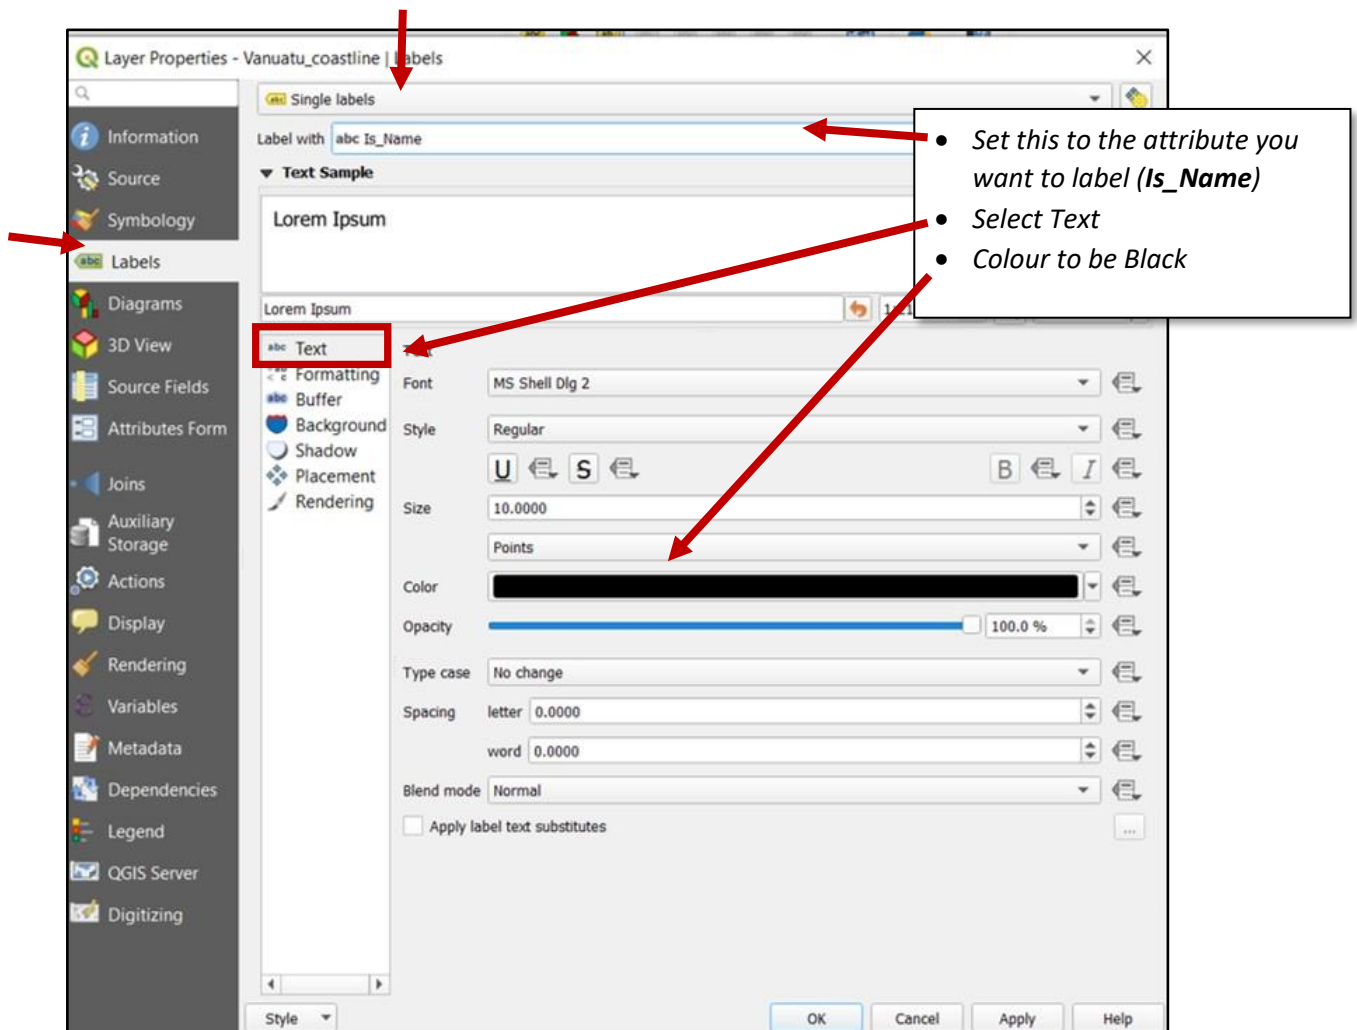 Layer Properties - Vanuatu_coastline | Labels
Single labels
Label with abc Is_Name
Text Sample
Lorem Ipsum
Lorem Ipsum
Information
Source
Symbology
abc Labels
Diagrams
3D View
Source Fields
Attributes Form
Joins
Auxiliary
Storage
Actions
Display
Rendering
Variables
Metadata
Dependencies
Legend
QGIS Server
Digitizing
• Set this to the attribute you
want to label (Is_Name)
• Select Text
• Colour to be Black
abc Text
Formatting
abc Buffer
Background
Shadow
Placement
Rendering
Font MS Shell Dlg 2
Style Regular
U S B I
Size 10.0000
Points
Color
Opacity 100.0 %
Type case No change
Spacing letter 0.0000
word 0.0000
Blend mode Normal
Apply label text substitutes
...
Style OK Cancel Apply Help